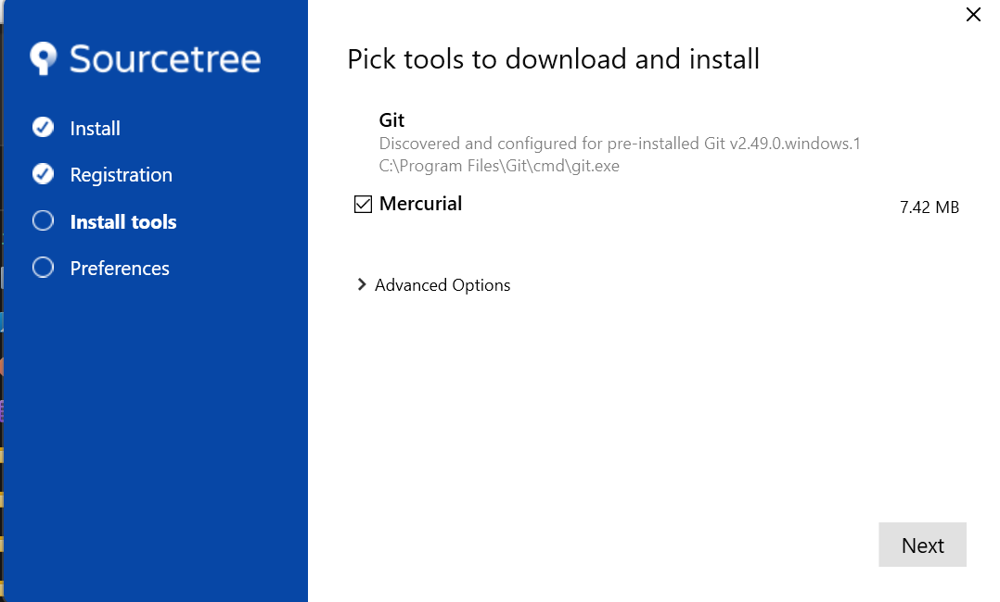 Sourcetree
Install
Registration
Install tools
Preferences
Pick tools to download and install
Git
Discovered and configured for pre-installed Git v2.49.0.windows.1
C:\Program Files\Git\cmd\git.exe
Mercurial 7.42 MB
Advanced Options
Next